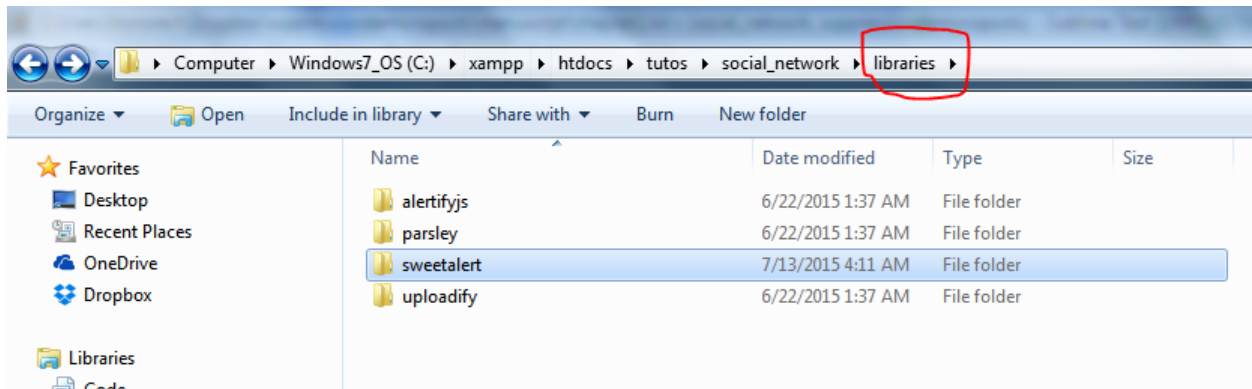 Computer Windows7_OS (C:) xampp htdocs tutos social_network libraries
Organize Open Include in library Share with Burn New folder
Name Date modified Type Size
Favorites
Desktop
Recent Places
OneDrive
Dropbox
Libraries
Code
alertifyjs 6/22/2015 1:37 AM File folder
parsley 6/22/2015 1:37 AM File folder
sweetalert 7/13/2015 4:11 AM File folder
uploadify 6/22/2015 1:37 AM File folder